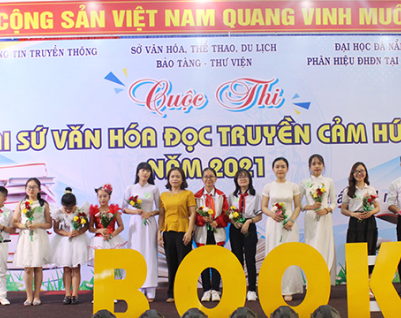 CỘNG SẢN VIỆT NAM QUANG VINH MUÔ
NG TIN TRUYỀN THÔNG
SỞ VĂN HÓA, THỂ THAO, DU LỊCH
BẢO TÀNG - THƯ VIỆN
ĐẠI HỌC ĐÀ NẴ
PHÂN HIỆU ĐHĐN TẠI
Cuộc Thi
ẠI SỨ VĂN HÓA ĐỌC TRUYỀN CẢM HỨ
NĂM 2021
BOOK